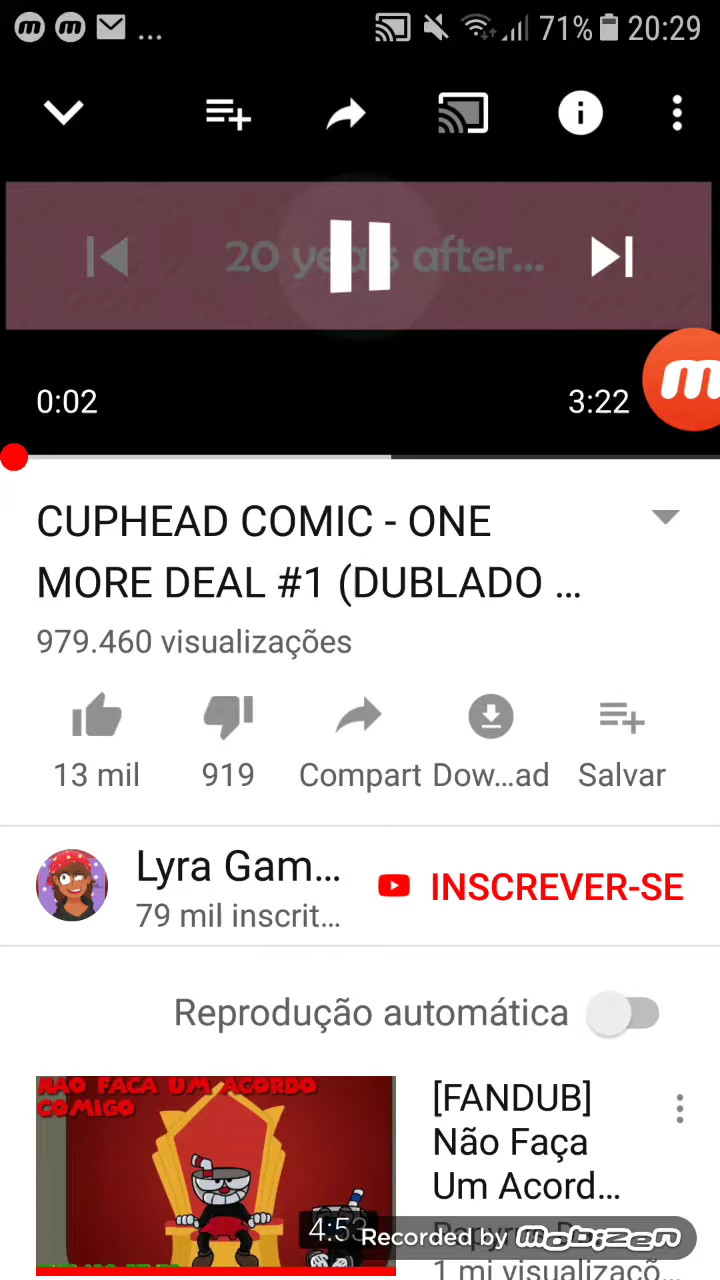 71% 20:29
20 years after...
0:02 3:22
CUPHEAD COMIC - ONE
MORE DEAL #1 (DUBLADO ...
979.460 visualizações
13 mil 919 Compart Dow...ad Salvar
Lyra Gam...
79 mil inscrit...
INSCREVER-SE
Reprodução automática
NAO FACA UM ACORDO
COMIGO
4:53
[FANDUB]
Não Faça
Um Acord...
1 mi visualizaçõ...
Recorded by mobizen